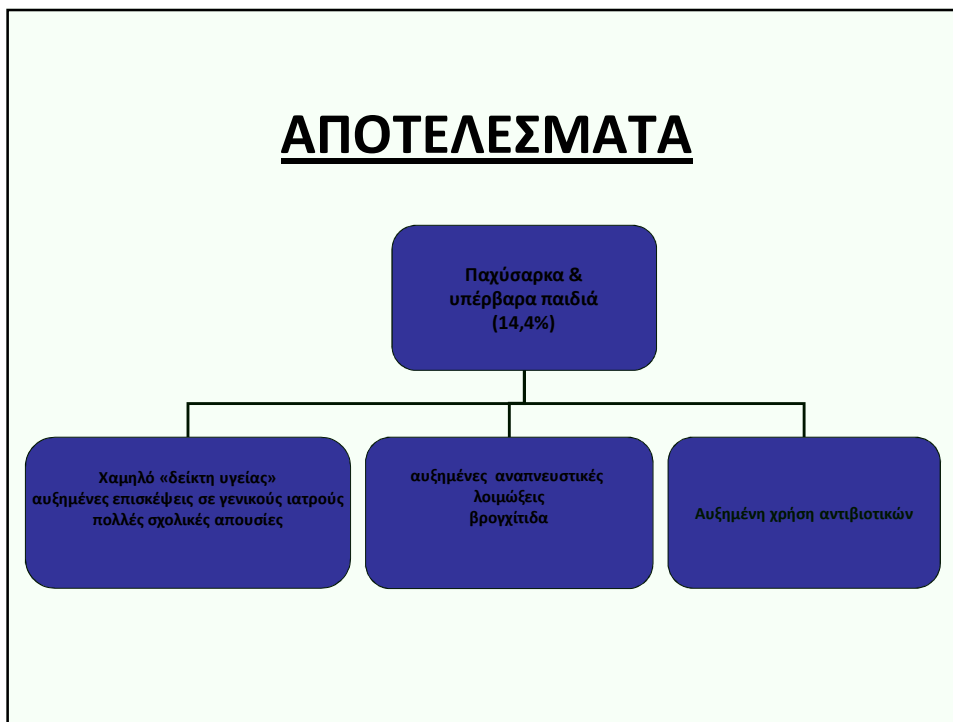 ΑΠΟΤΕΛΕΣΜΑΤΑ
Παχύσαρκα &
υπέρβαρα παιδιά
(14,4%)
Χαμηλό «δείκτη υγείας»
αυξημένες επισκέψεις σε γενικούς ιατρούς
πολλές σχολικές απουσίες
αυξημένες αναπνευστικές
λοιμώξεις
βρογχίτιδα
Αυξημένη χρήση αντιβιοτικών